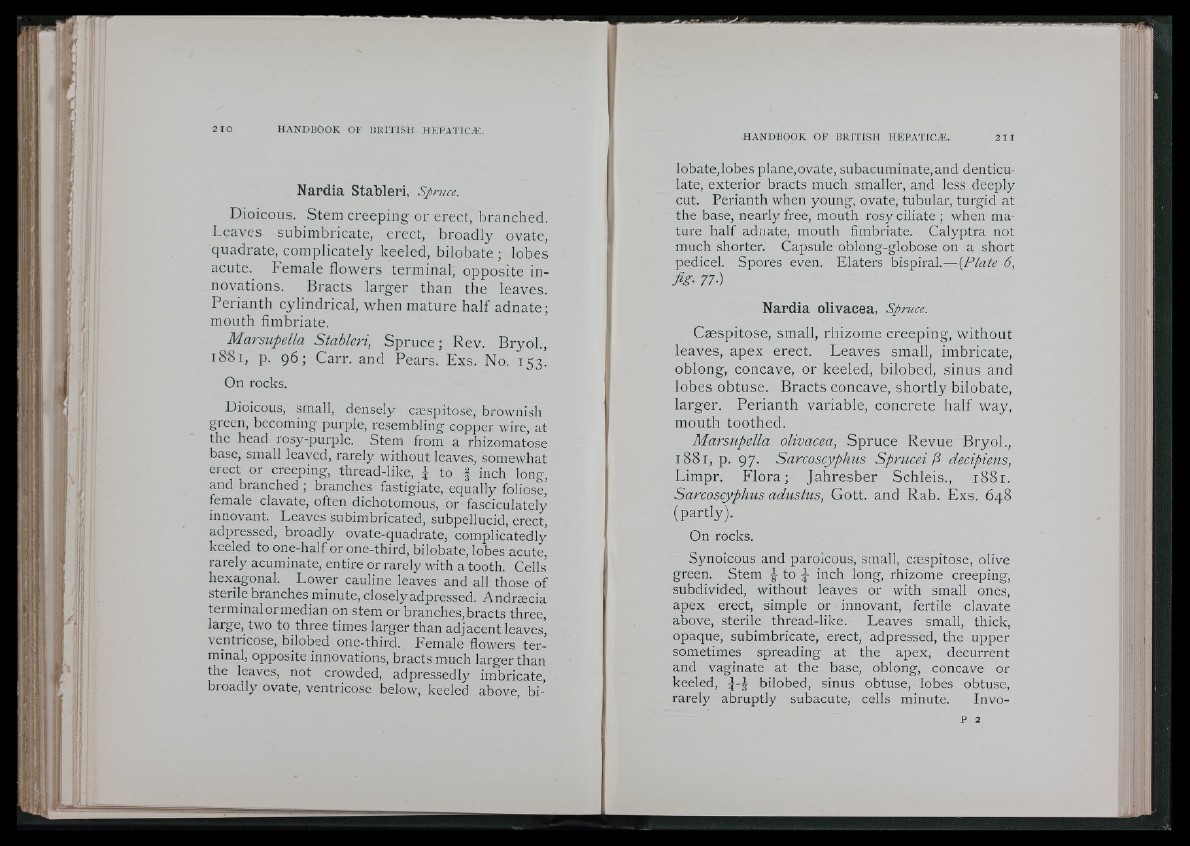 210 HANDBOOK OF BRITISH HEPATICÆ.
Nardia Stableri, Spruce.
Dioicous. Stem creeping or erect, branched.
Leaves subimbricate, erect, broadly ovate,
quadrate, complicately keeled, bilobate; lobes
acute. Female flowers terminal, opposite in-
novations. Bracts larger than the leaves.
Perianth cylindrical, when mature half adnate;
mouth fimbriate.
Marsupella Stableri, Spruce; Rev. Bryol.,
1881, p. 96; Carr. and Pears. Exs. No. 153.
On rocks.
Dioicous, small, densely cæspitose, brownish
green, becoming purple, resembling copper wire, at
the head rosy-purple. Stem from a rhizomatose
base, small leaved, rarely without leaves, somewhat
erect or creeping, thread-like, ¼ to inch long,
and branched; branches fastigiate, equally foliose,
female clavate, often dichotomous, or fasciculately
innovant. Leaves subimbricated, subpellucid, erect,
adpressed, broadly ovate-quadrate, complicatedly
keeled to one-half or one-third, bilobate, lobes acute,
rarely acuminate, entire or rarely with a tooth. Cells
hexagonal. Lower cauline leaves and all those of
sterile branches minute, closely adpressed. Andræcia
terminal or median on stem or branches, bracts three,
large, two to three times larger than adjacent leaves,
ventricose, bilobed one-third. Female flowers ter-
minal, opposite innovations, bracts much larger than
the leaves, not crowded, adpressedly imbricate,
broadly ovate, ventricose below, keeled above, bi-
HANDBOOK OF BRITISH HEPATICÆ. 211
lobate, lobes plane, ovate, subacuminate, and denticu-
late, exterior bracts much smaller, and less deeply
cut. Perianth when young, ovate, tubular, turgid at
the base, nearly free, mouth rosy ciliate; when ma-
ture half adnate, mouth fimbriate. Calyptra not
much shorter. Capsule oblong-globose on a short
pedicel. Spores even. Elaters bispiral.—(Plate 6,
fig. 77.)
Nardia olivacea, Spruce.
Cæspitose, small, rhizome creeping, without
leaves, apex erect. Leaves small, imbricate,
oblong, concave, or keeled, bilobed, sinus and
lobes obtuse. Bracts concave, shortly bilobate,
larger. Perianth variable, concrete half way,
mouth toothed.
Marsupella olivacea, Spruce Revue Bryol.,
1881, p. 97. Sarcoscyphus Sprucei β decipiens,
Limpr. Flora; Jahresber Schleis., 1881.
Sarcoscyphus adustus, Gott. and Rab. Exs. 648
(partly).
On rocks.
Synoicous and paroicous, small, cæspitose, olive
green. Stem ⅛ to ¼ inch long, rhizome creeping,
subdivided, without leaves or with small ones,
apex erect, simple or innovant, fertile clavate
above, sterile thread-like. Leaves small, thick,
opaque, subimbricate, erect, adpressed, the upper
sometimes spreading at the apex, decurrent
and vaginate at the base, oblong, concave or
keeled, ¼-⅓ bilobed, sinus obtuse, lobes obtuse,
rarely abruptly subacute, cells minute. Invo-
P 2